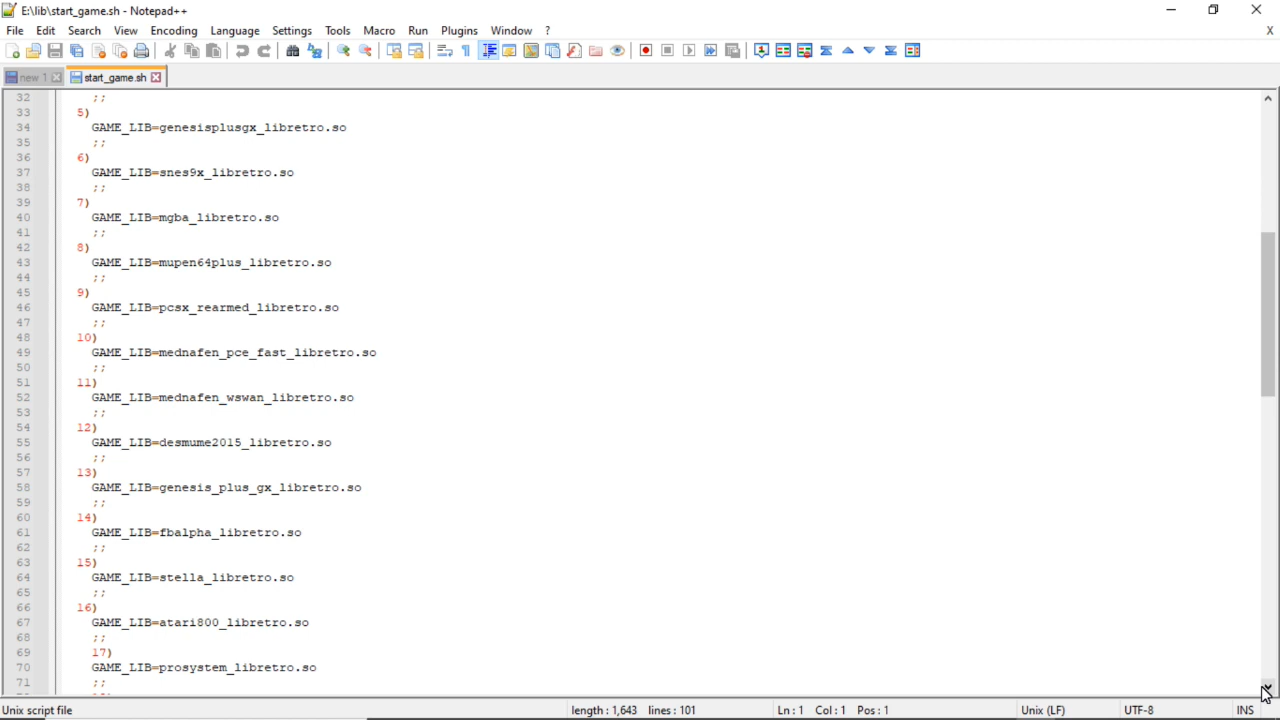 E:\lib\start_game.sh - Notepad++
File Edit Search View Encoding Language Settings Tools Macro Run Plugins Window ? X
new 1 start_game.sh
32 ;;
33 5)
34 GAME_LIB=genesisplusgx_libretro.so
35 ;;
36 6)
37 GAME_LIB=snes9x_libretro.so
38 ;;
39 7)
40 GAME_LIB=mgba_libretro.so
41 ;;
42 8)
43 GAME_LIB=mupen64plus_libretro.so
44 ;;
45 9)
46 GAME_LIB=pcsx_rearmed_libretro.so
47 ;;
48 10)
49 GAME_LIB=mednafen_pce_fast_libretro.so
50 ;;
51 11)
52 GAME_LIB=mednafen_wswan_libretro.so
53 ;;
54 12)
55 GAME_LIB=desmume2015_libretro.so
56 ;;
57 13)
58 GAME_LIB=genesis_plus_gx_libretro.so
59 ;;
60 14)
61 GAME_LIB=fbalpha_libretro.so
62 ;;
63 15)
64 GAME_LIB=stella_libretro.so
65 ;;
66 16)
67 GAME_LIB=atari800_libretro.so
68 ;;
69 17)
70 GAME_LIB=prosystem_libretro.so
71 ;;
Unix script file length : 1,643 lines : 101 Ln : 1 Col : 1 Pos : 1 Unix (LF) UTF-8 INS